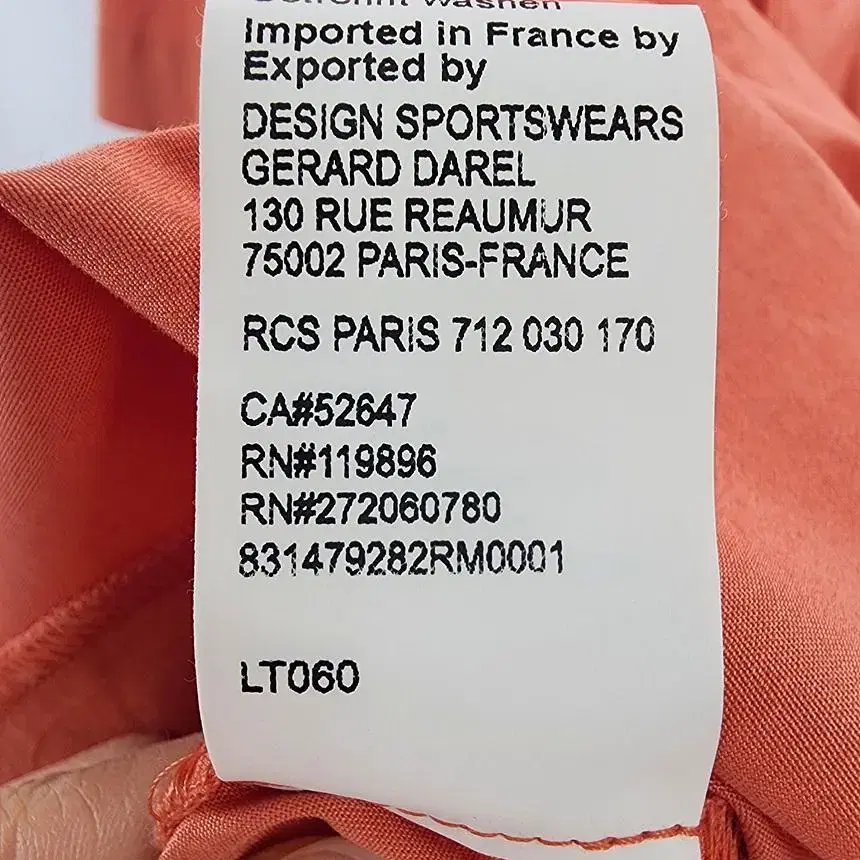 washen
Imported in France by
Exported by
DESIGN SPORTSWEARS
GERARD DAREL
130 RUE REAUMUR
75002 PARIS-FRANCE
RCS PARIS 712 030 170
CA#52647
RN#119896
RN#272060780
831479282RM0001
LT060